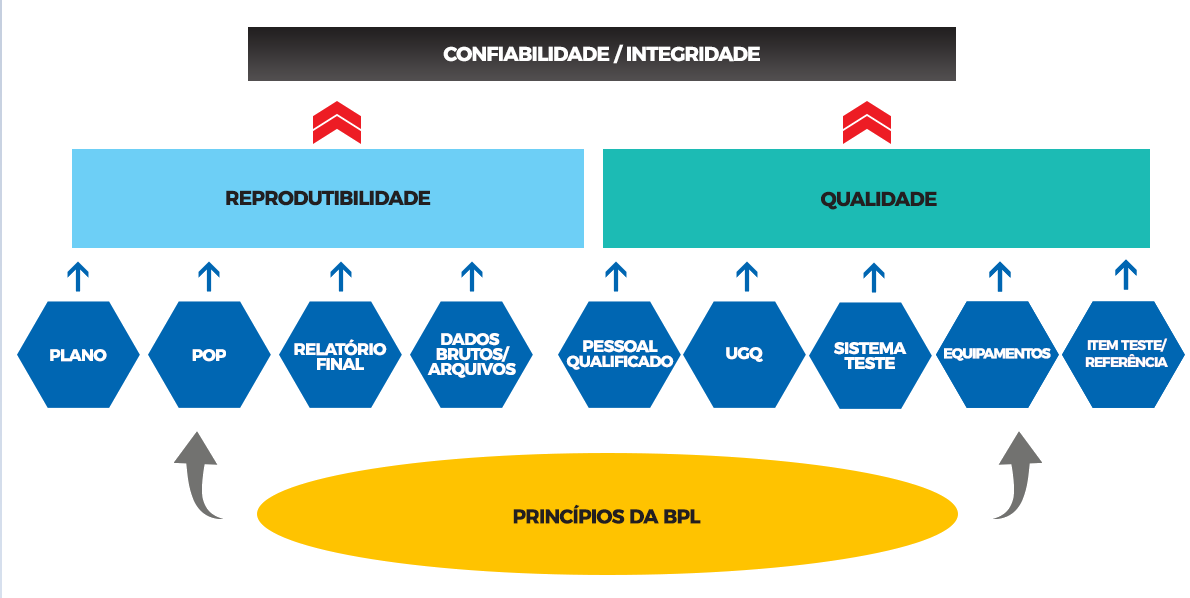 CONFIABILIDADE / INTEGRIDADE
REPRODUTIBILIDADE
QUALIDADE
PLANO
POP
RELATÓRIO
FINAL
DADOS
BRUTOS/
ARQUIVOS
PESSOAL
QUALIFICADO
UGQ
SISTEMA
TESTE
EQUIPAMENTOS
ITEM TESTE/
REFERÊNCIA
PRINCÍPIOS DA BPL